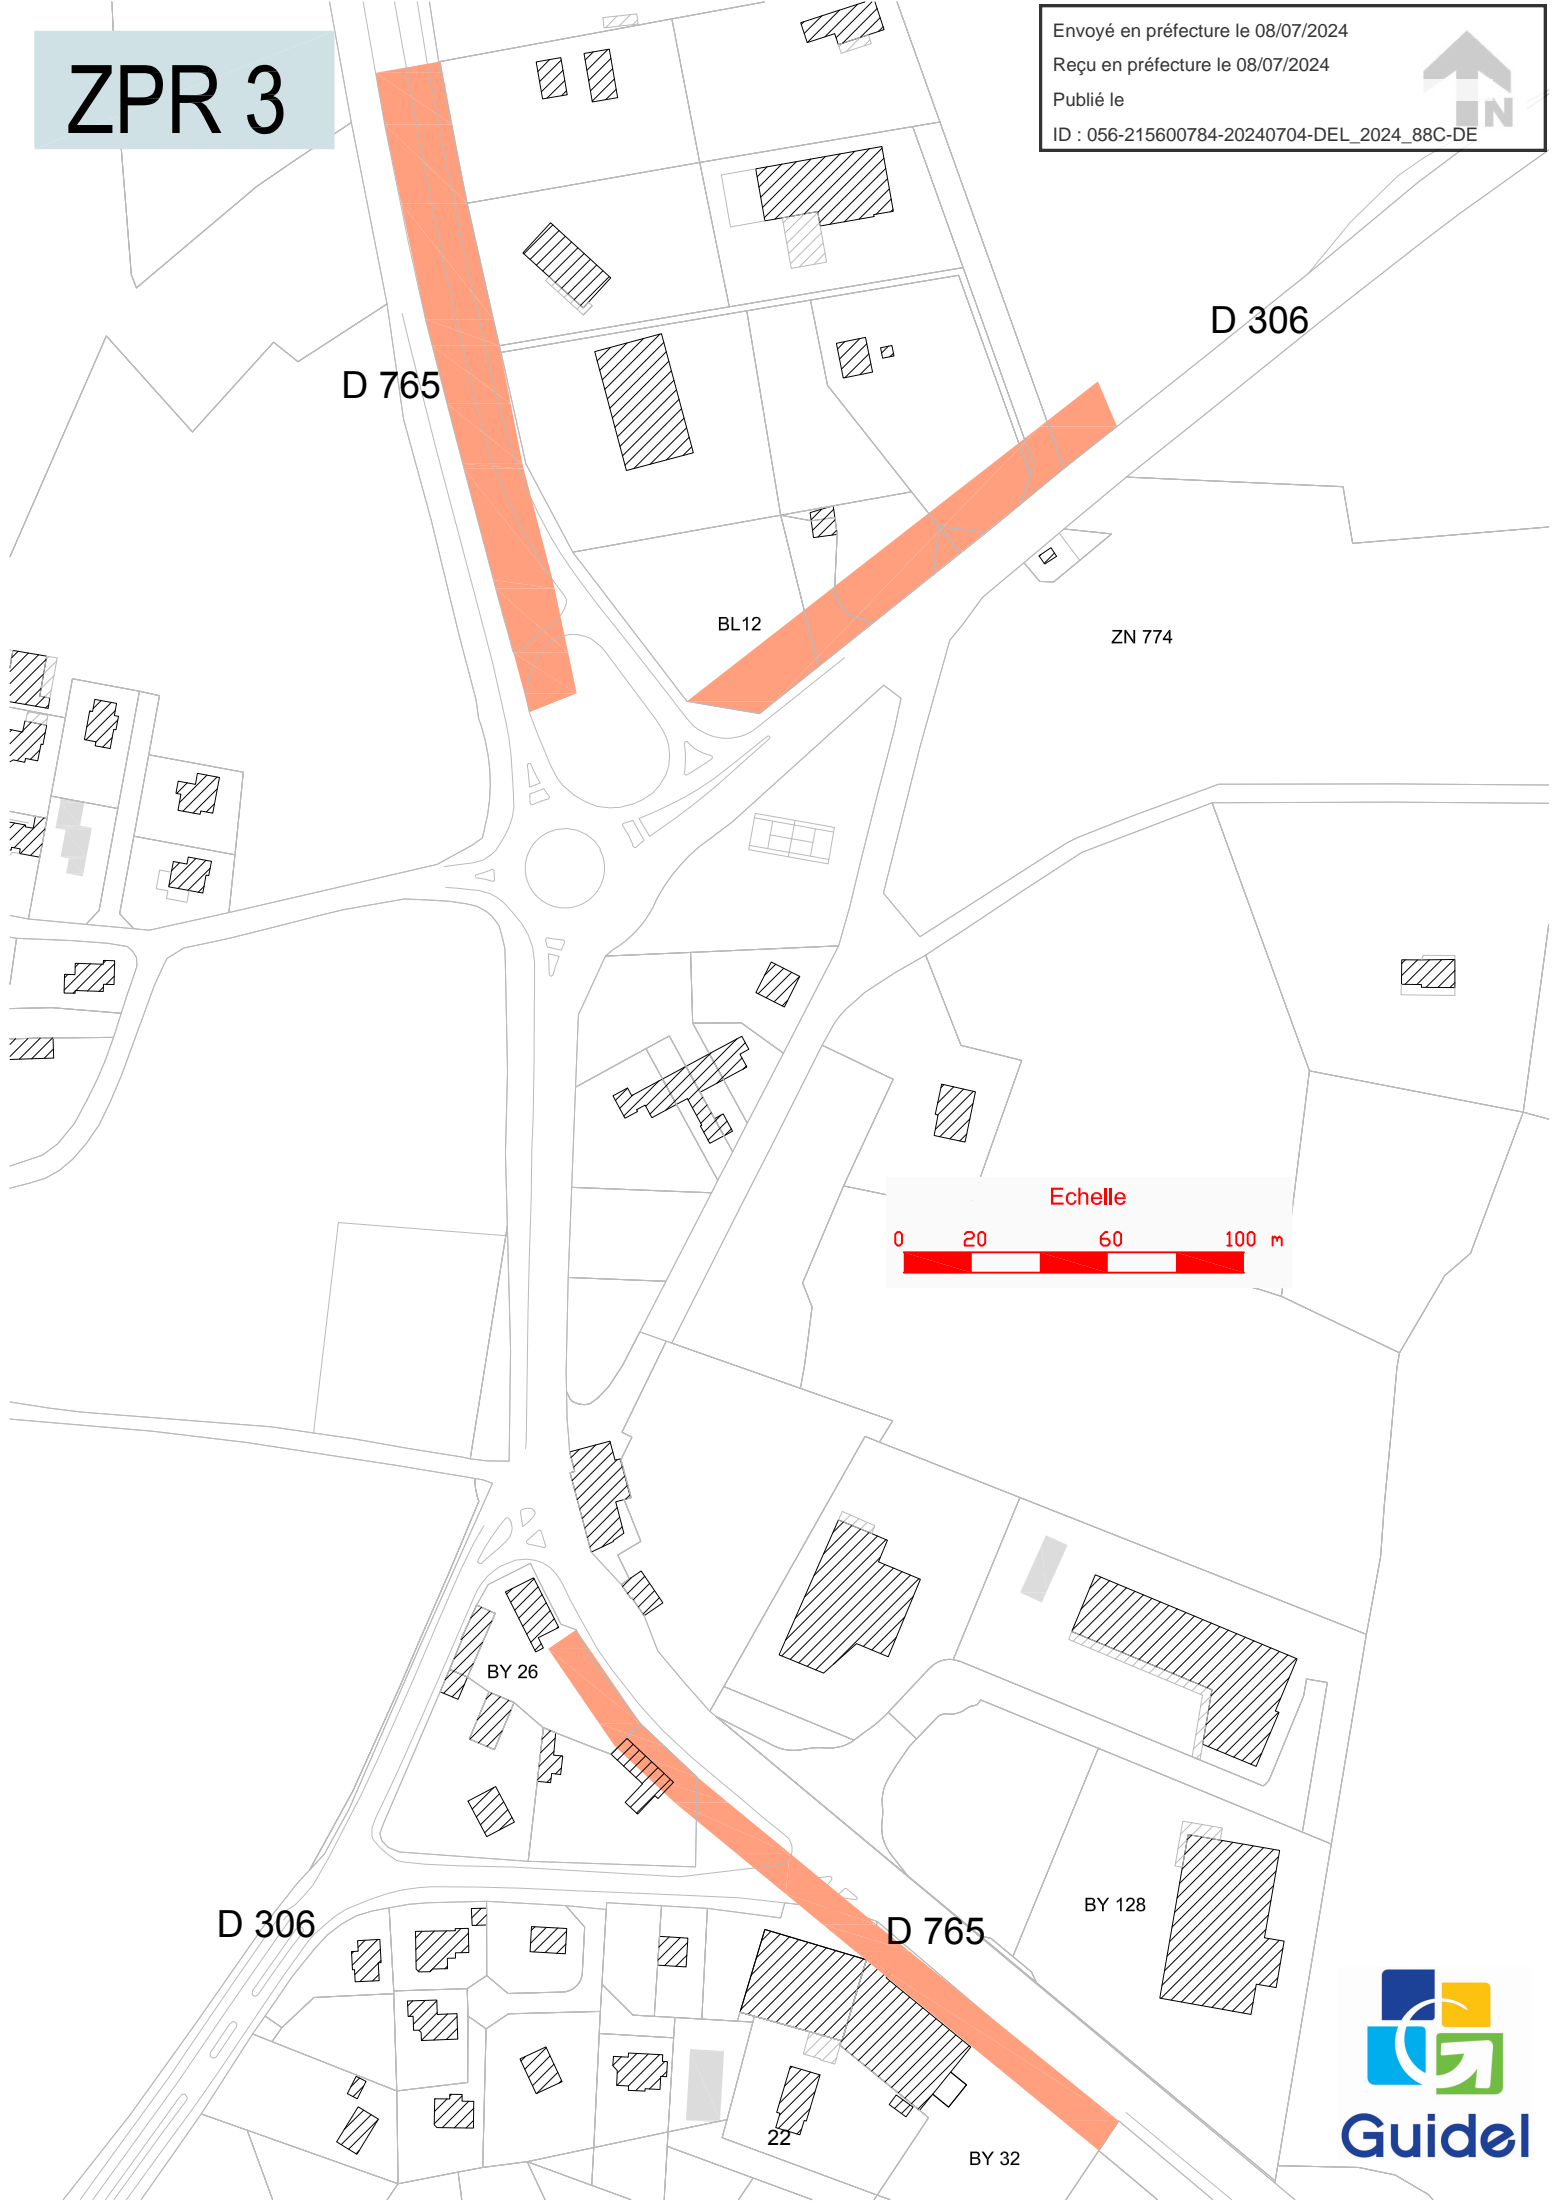 ZPR 3
Envoyé en préfecture le 08/07/2024
Reçu en préfecture le 08/07/2024
Publié le
ID : 056-215600784-20240704-DEL_2024_88C-DE
N
D 306
D 765
BL12
ZN 774
Echelle
0 20 60 100 m
BY 26
BY 128
D 306
D 765
22
BY 32
Guidel